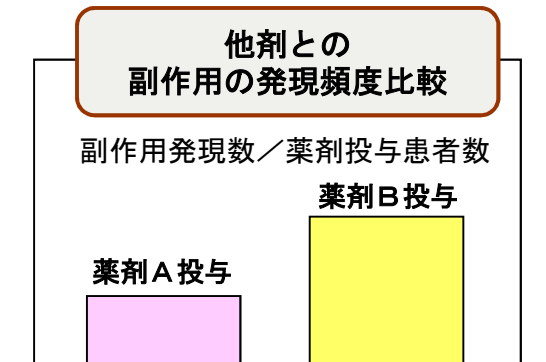 他剤との
副作用の発現頻度比較
副作用発現数／薬剤投与患者数
薬剤Ｂ投与
薬剤Ａ投与